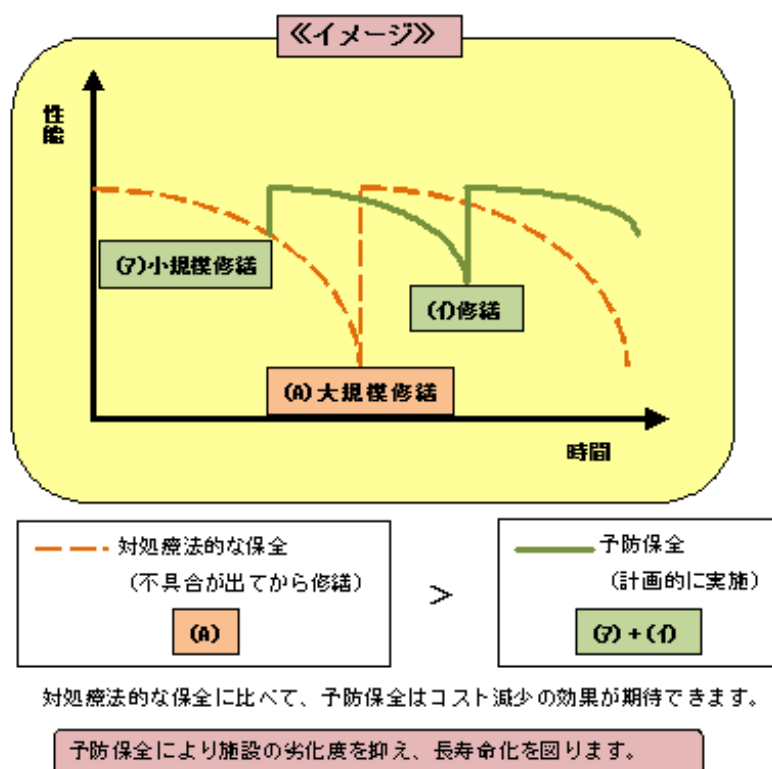 ≪イメージ≫
性能
(ア)小規模修繕
(イ)修繕
(A)大規模修繕
時間
対処療法的な保全
(不具合が出てから修繕)
(A)
>
予防保全
(計画的に実施)
(ア)+(イ)
対処療法的な保全に比べて、予防保全はコスト減少の効果が期待できます。
予防保全により施設の劣化度を抑え、長寿命化を図ります。